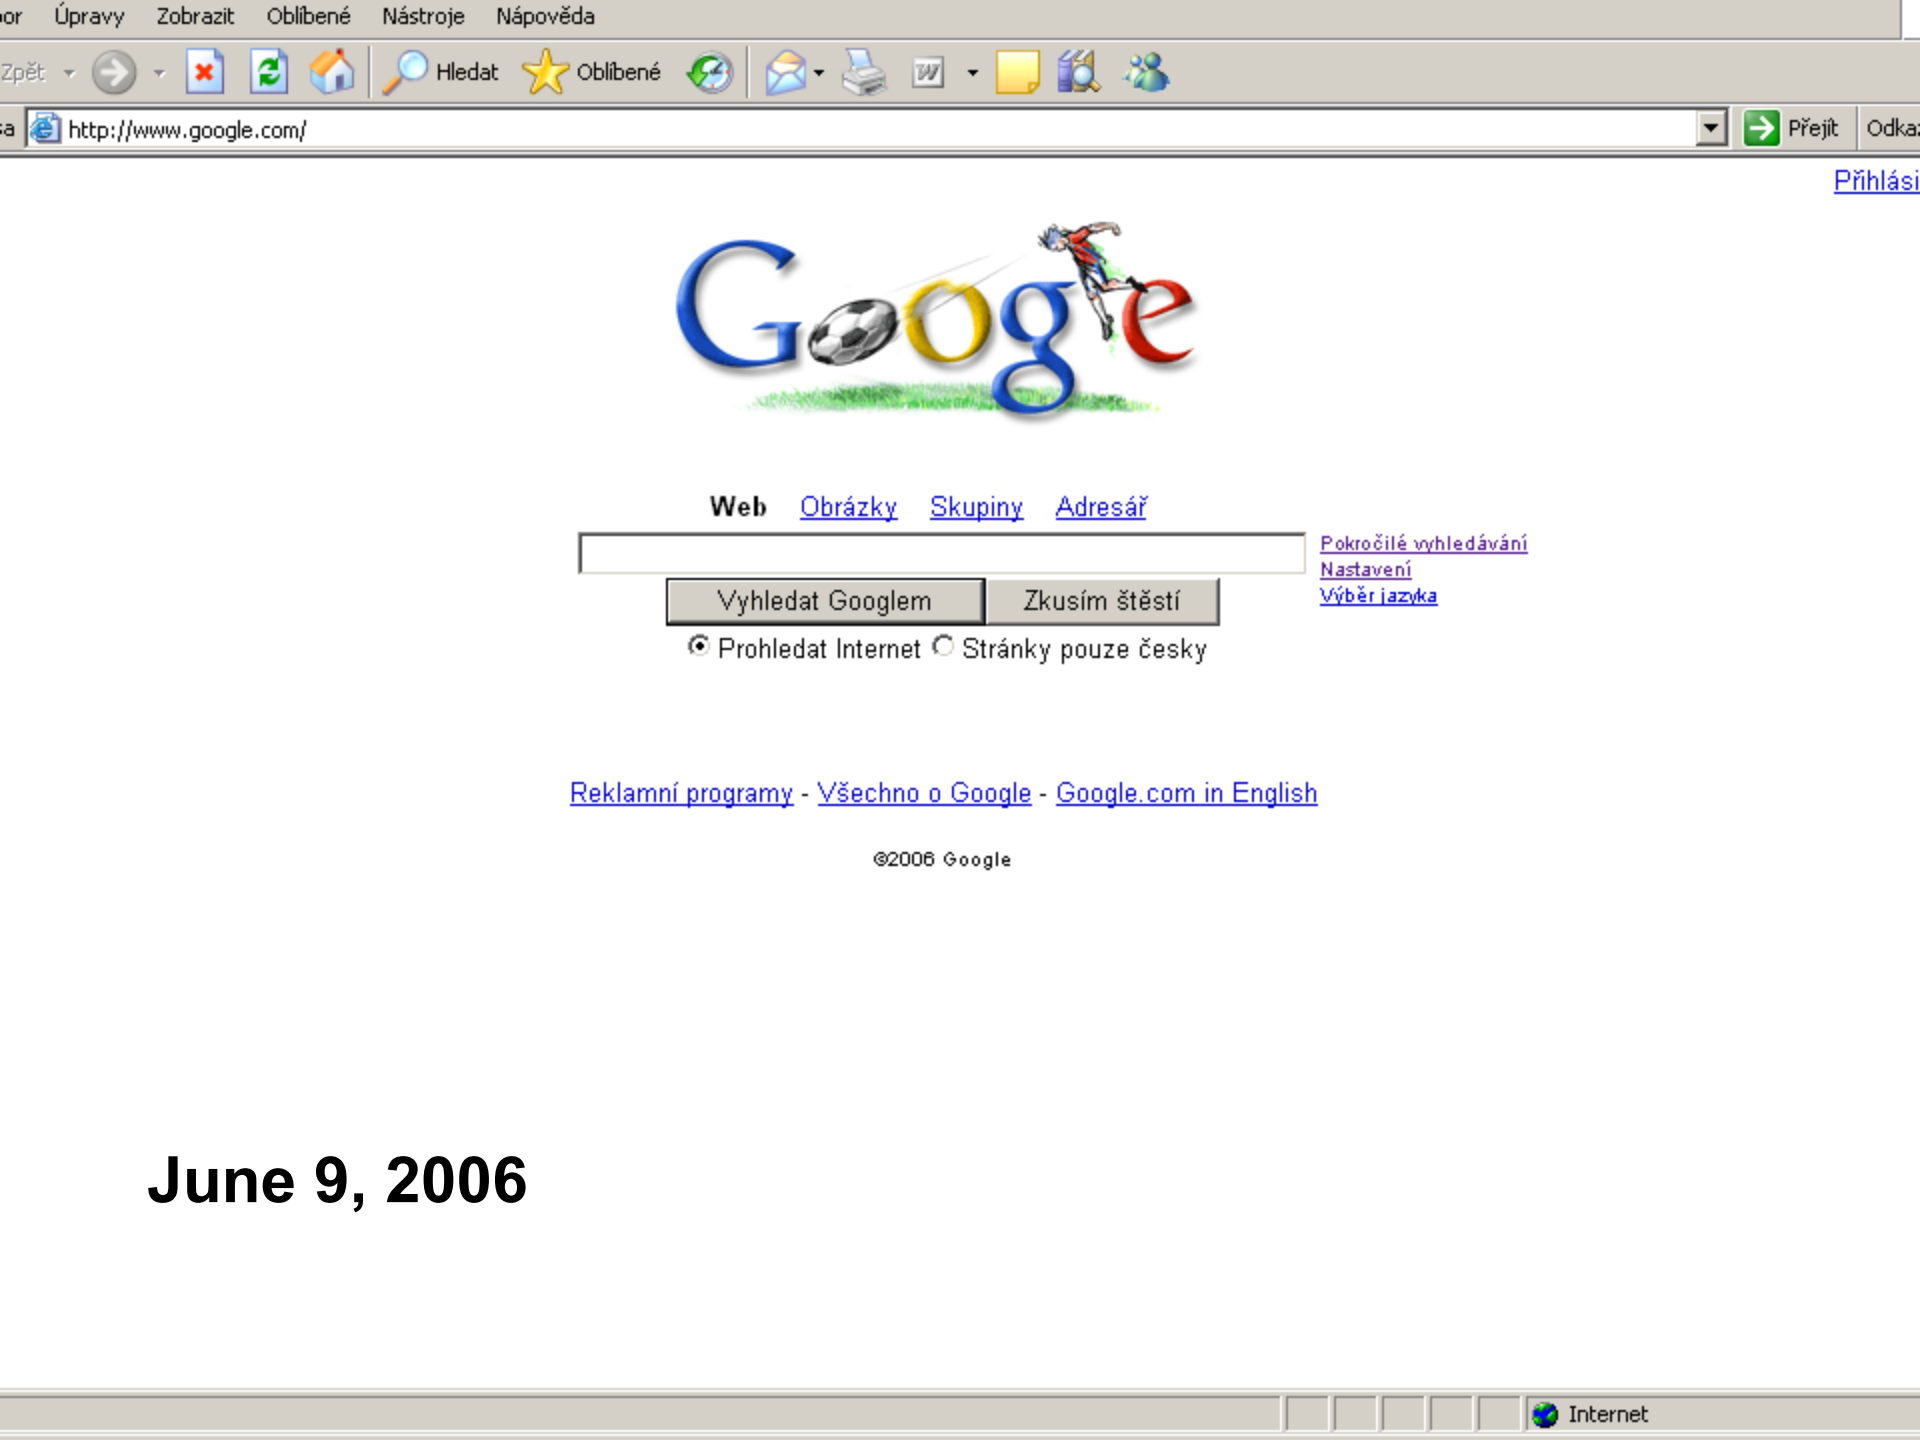 Úpravy Zobrazit Oblíbené Nástroje Nápověda
Zpět Hledat Oblíbené
http://www.google.com/ Přejít
Google
Web Obrázky Skupiny Adresář
Pokročilé vyhledávání
Nastavení
Výběr jazyka
Vyhledat Googlem Zkusím štěstí
Prohledat Internet Stránky pouze česky
Reklamní programy - Všechno o Google - Google.com in English
©2006 Google
June 9, 2006
Internet